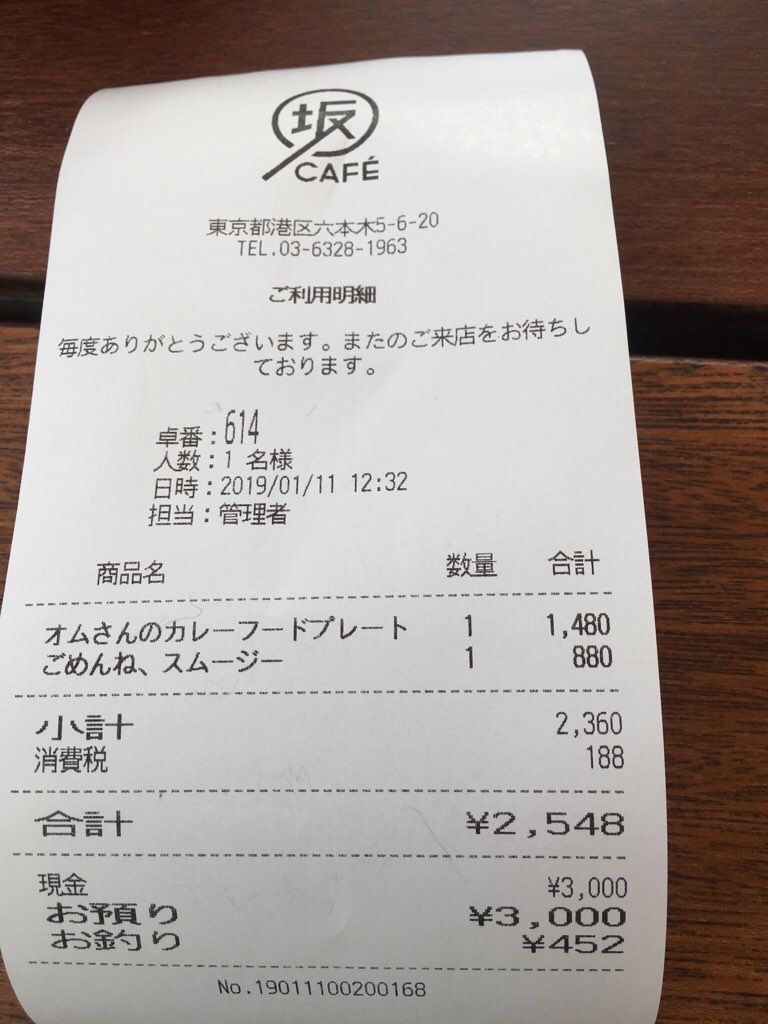 坂
CAFÉ
東京都港区六本木5-6-20
TEL.03-6328-1963
ご利用明細
毎度ありがとうございます。またのご来店をお待ちし
ております。
卓番：614
人数：1 名様
日時：2019/01/11 12:32
担当：管理者
商品名 数量 合計
オムさんのカレーフードプレート 1 1,480
ごめんね、スムージー 1 880
小計 2,360
消費税 188
合計 ¥2,548
現金 ¥3,000
お預り ¥3,000
お釣り ¥452
No.19011100200168